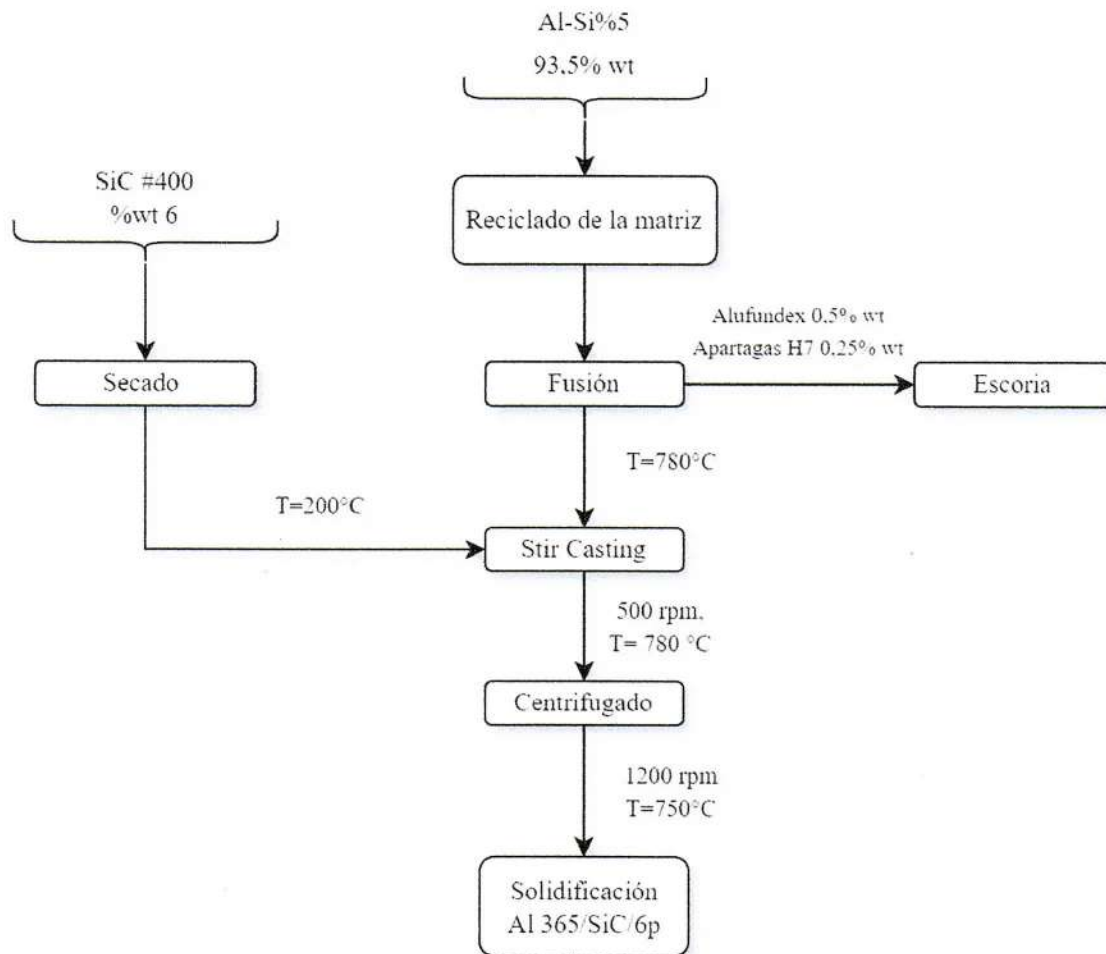 Al-Si%5
93,5% wt
SiC #400
%wt 6
Reciclado de la matriz
Alufundex 0,5% wt
Apartagas H7 0.25% wt
Secado
Fusión
Escoria
T=780°C
T=200°C
Stir Casting
500 rpm,
T= 780 °C
Centrifugado
1200 rpm
T=750°C
Solidificación
Al 365/SiC/6p